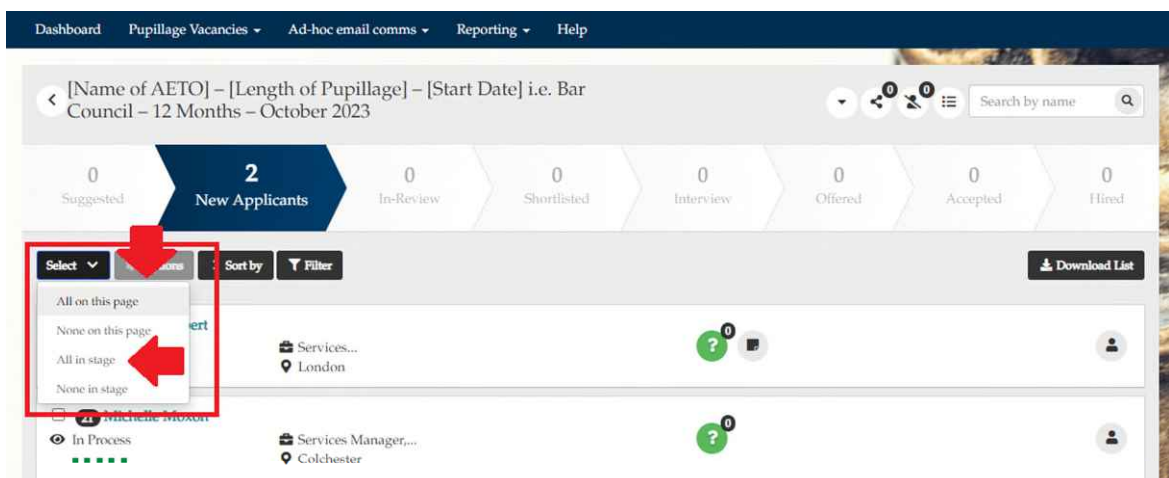 Dashboard Pupillage Vacancies Ad-hoc email comms Reporting Help
[Name of AETO] – [Length of Pupillage] – [Start Date] i.e. Bar
Council – 12 Months – October 2023
0 0 Search by name
0 2 0 0 0 0 0 0
Suggested New Applicants In-Review Shortlisted Interview Offered Accepted Hired
Select Sort by Filter Download List
All on this page
None on this page
All in stage
None in stage
Services...
London
? 0
21 Michelle Moxon
In Process
Services Manager,...
Colchester
? 0